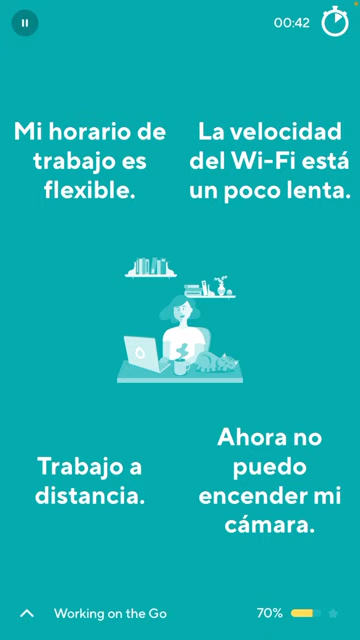 00:42
Mi horario de
trabajo es
flexible.
La velocidad
del Wi-Fi está
un poco lenta.
Trabajo a
distancia.
Ahora no
puedo
encender mi
cámara.
Working on the Go
70%